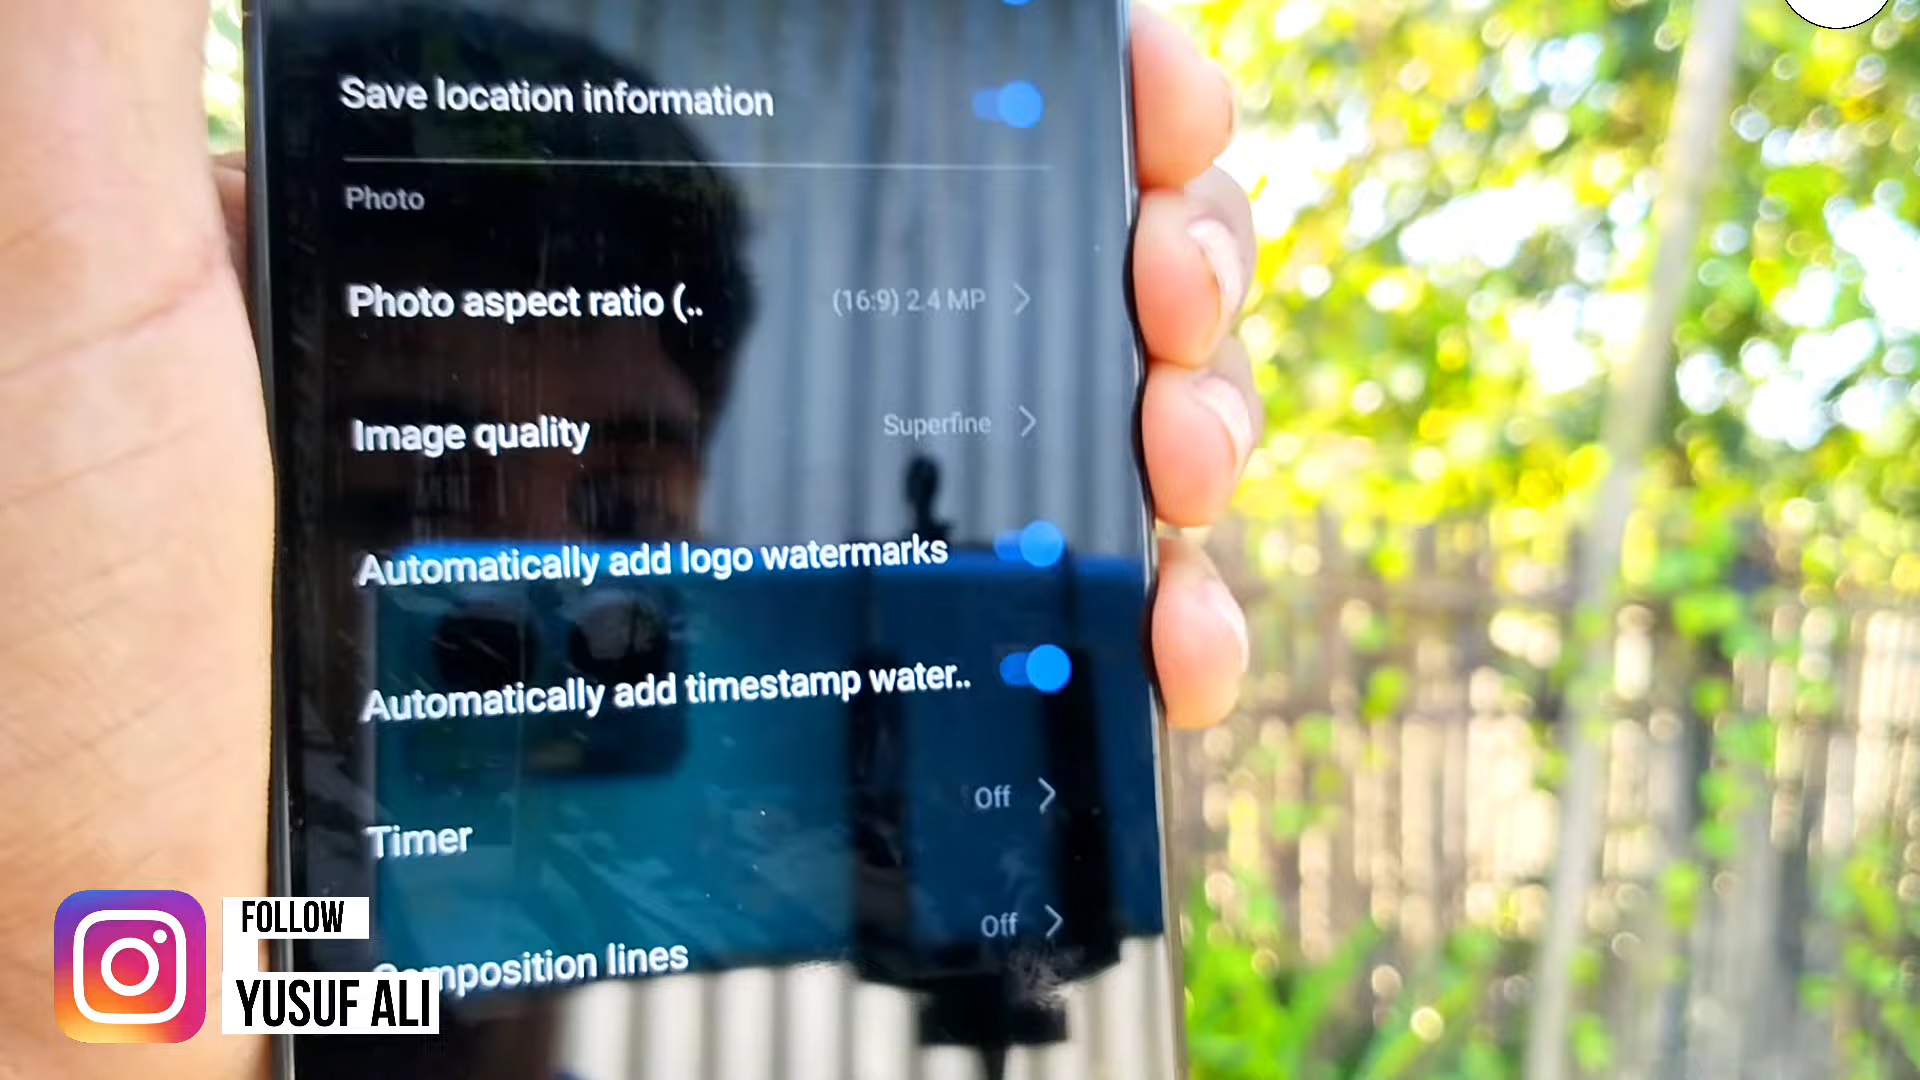 Save location information
Photo
Photo aspect ratio (.. (16:9) 2.4 MP
Image quality Superfine
Automatically add logo watermarks
Automatically add timestamp water..
Timer Off
Composition lines Off
FOLLOW
YUSUF ALI